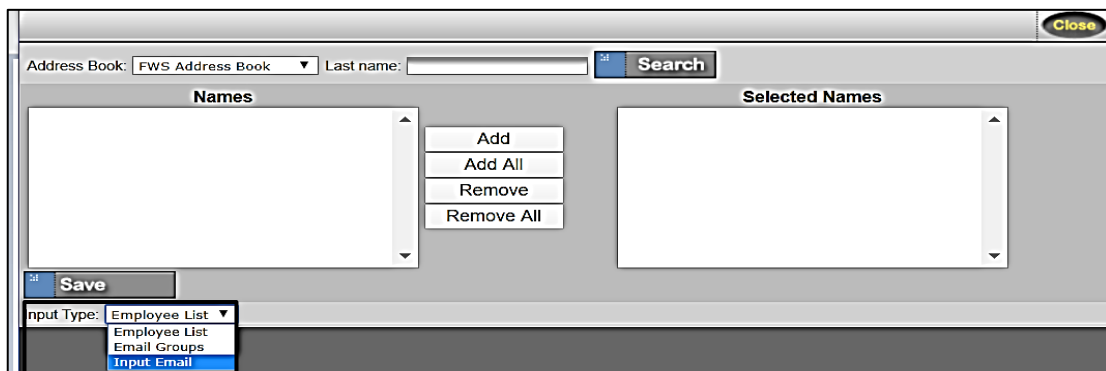 Close
Address Book: FWS Address Book Last name: Search
Names Selected Names
Add
Add All
Remove
Remove All
Save
Input Type: Employee List
Employee List
Email Groups
Input Email